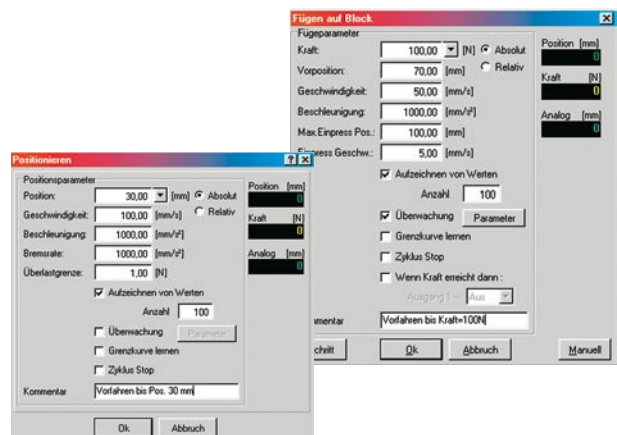 Fügen auf Block
Fügeparameter
Kraft: 100,00 [N] Absolut
Relativ
Vorposition: 70,00 [mm]
Geschwindigkeit: 50,00 [mm/s]
Beschleunigung: 1000,00 [mm/s²]
Max.Einpress Pos.: 100,00 [mm]
Einpress Geschw.: 5,00 [mm/s]
Aufzeichnen von Werten
Anzahl 100
Überwachung Parameter
Grenzkurve lernen
Zyklus Stop
Wenn Kraft erreicht dann :
Ausgang 1 = Aus
Vorfahren bis Kraft=100N
Ok Abbruch Manuell
Position [mm]
0
Kraft [N]
0
Analog [mm]
0
Positionieren
Positionsparameter
Position: 30,00 [mm] Absolut
Relativ
Geschwindigkeit: 100,00 [mm/s]
Beschleunigung: 1000,00 [mm/s²]
Bremsrate: 1000,00 [mm/s²]
Überlastgrenze: 1,00 [N]
Aufzeichnen von Werten
Anzahl 100
Überwachung Parameter
Grenzkurve lernen
Zyklus Stop
Kommentar Vorfahren bis Pos. 30 mm
Ok Abbruch
Position [mm]
0
Kraft [N]
0
Analog [mm]
0